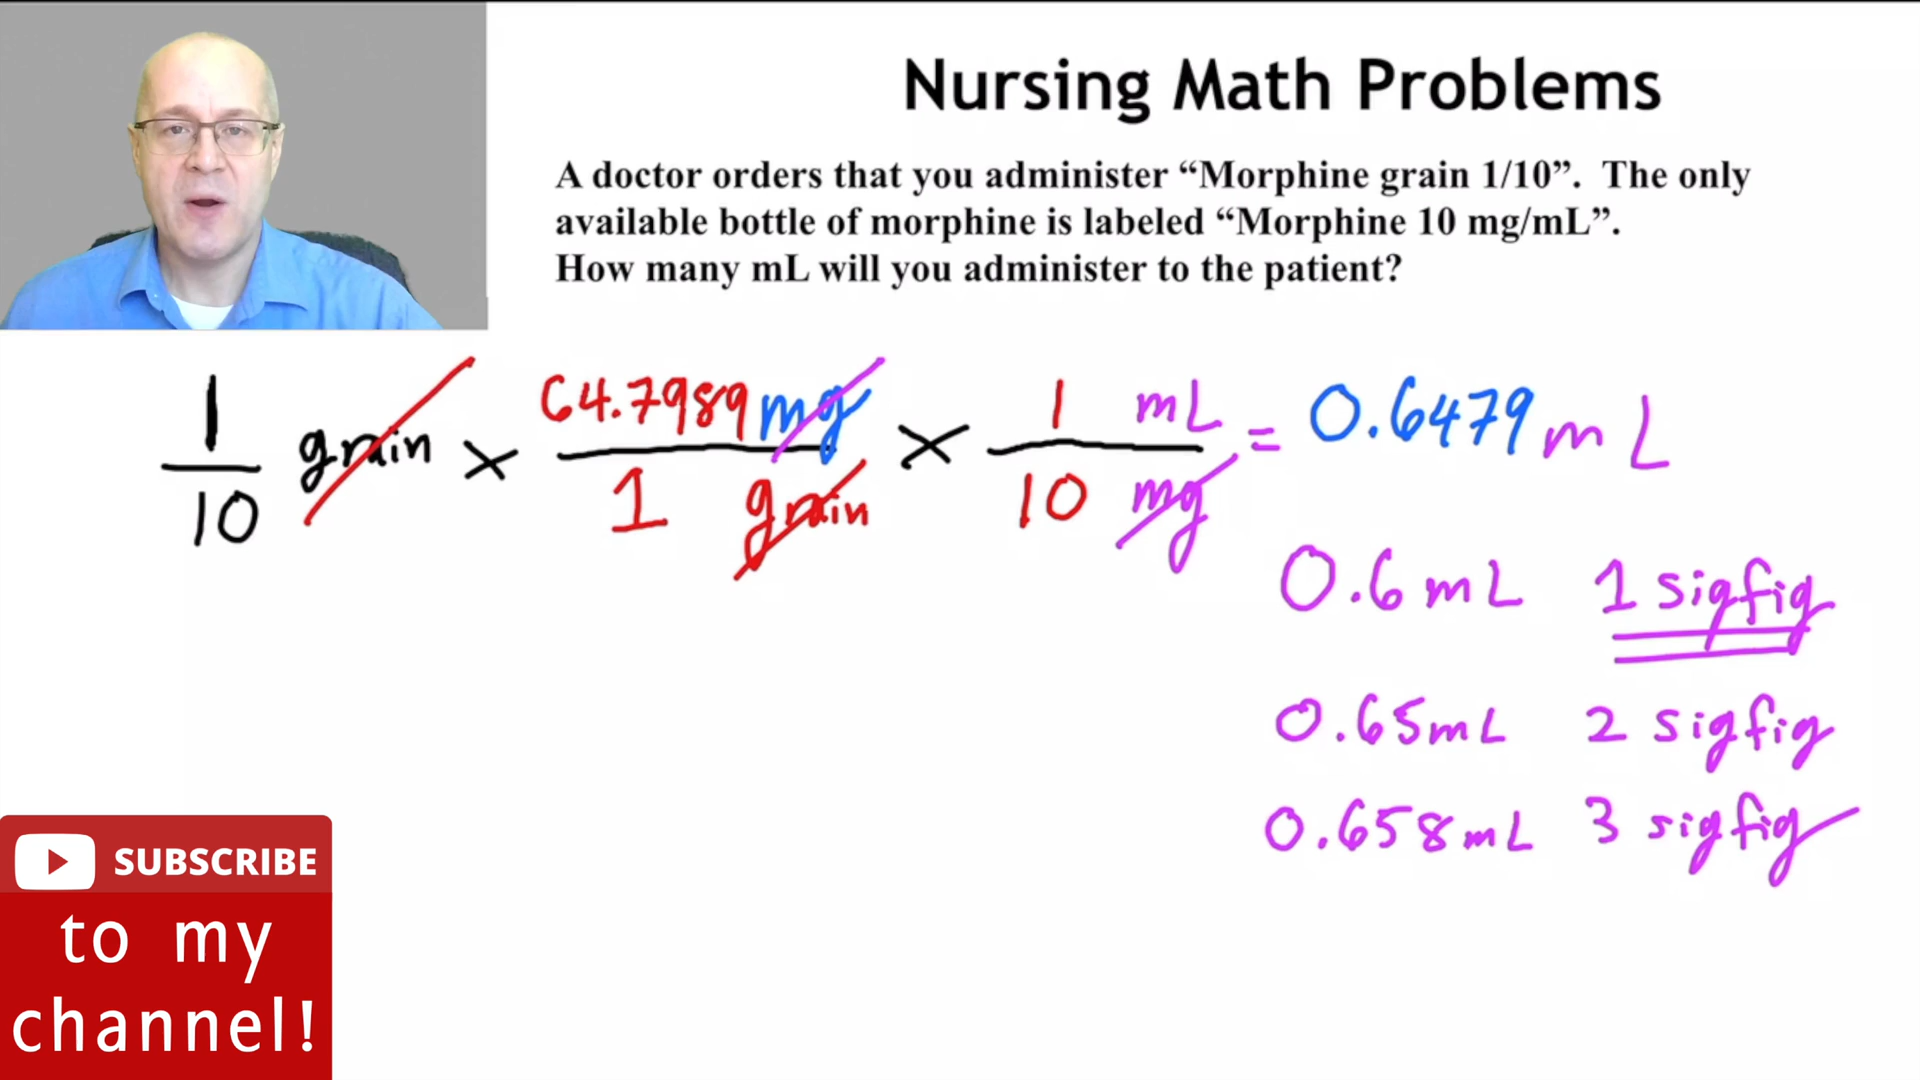 Nursing Math Problems
A doctor orders that you administer “Morphine grain 1/10”. The only
available bottle of morphine is labeled “Morphine 10 mg/mL”.
How many mL will you administer to the patient?
1/10 grain × 64.7989 mg/1 grain × 1 mL/10 mg = 0.6479 mL
0.6 mL 1 sigfig
0.65 mL 2 sigfig
0.658 mL 3 sigfig
SUBSCRIBE
to my
channel!